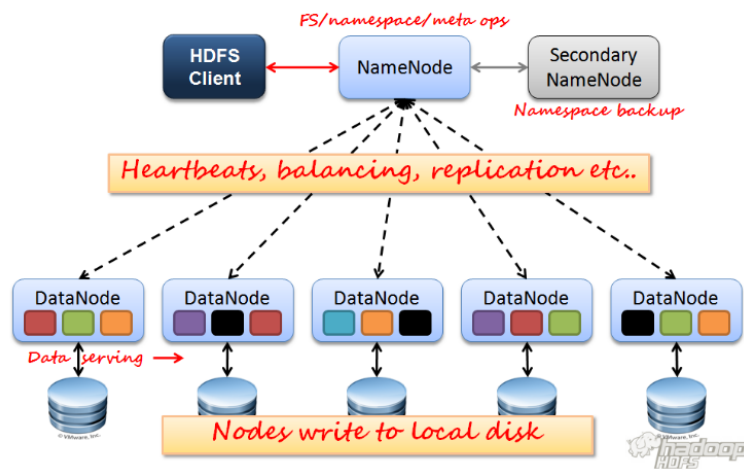 FS/namespace/meta ops
HDFS
Client
NameNode
Secondary
NameNode
Namespace backup
Heartbeats, balancing, replication etc..
DataNode
DataNode
DataNode
DataNode
DataNode
Data serving
© VMware, Inc.
© VMware, Inc.
Nodes write to local disk
hadoop
HDFS